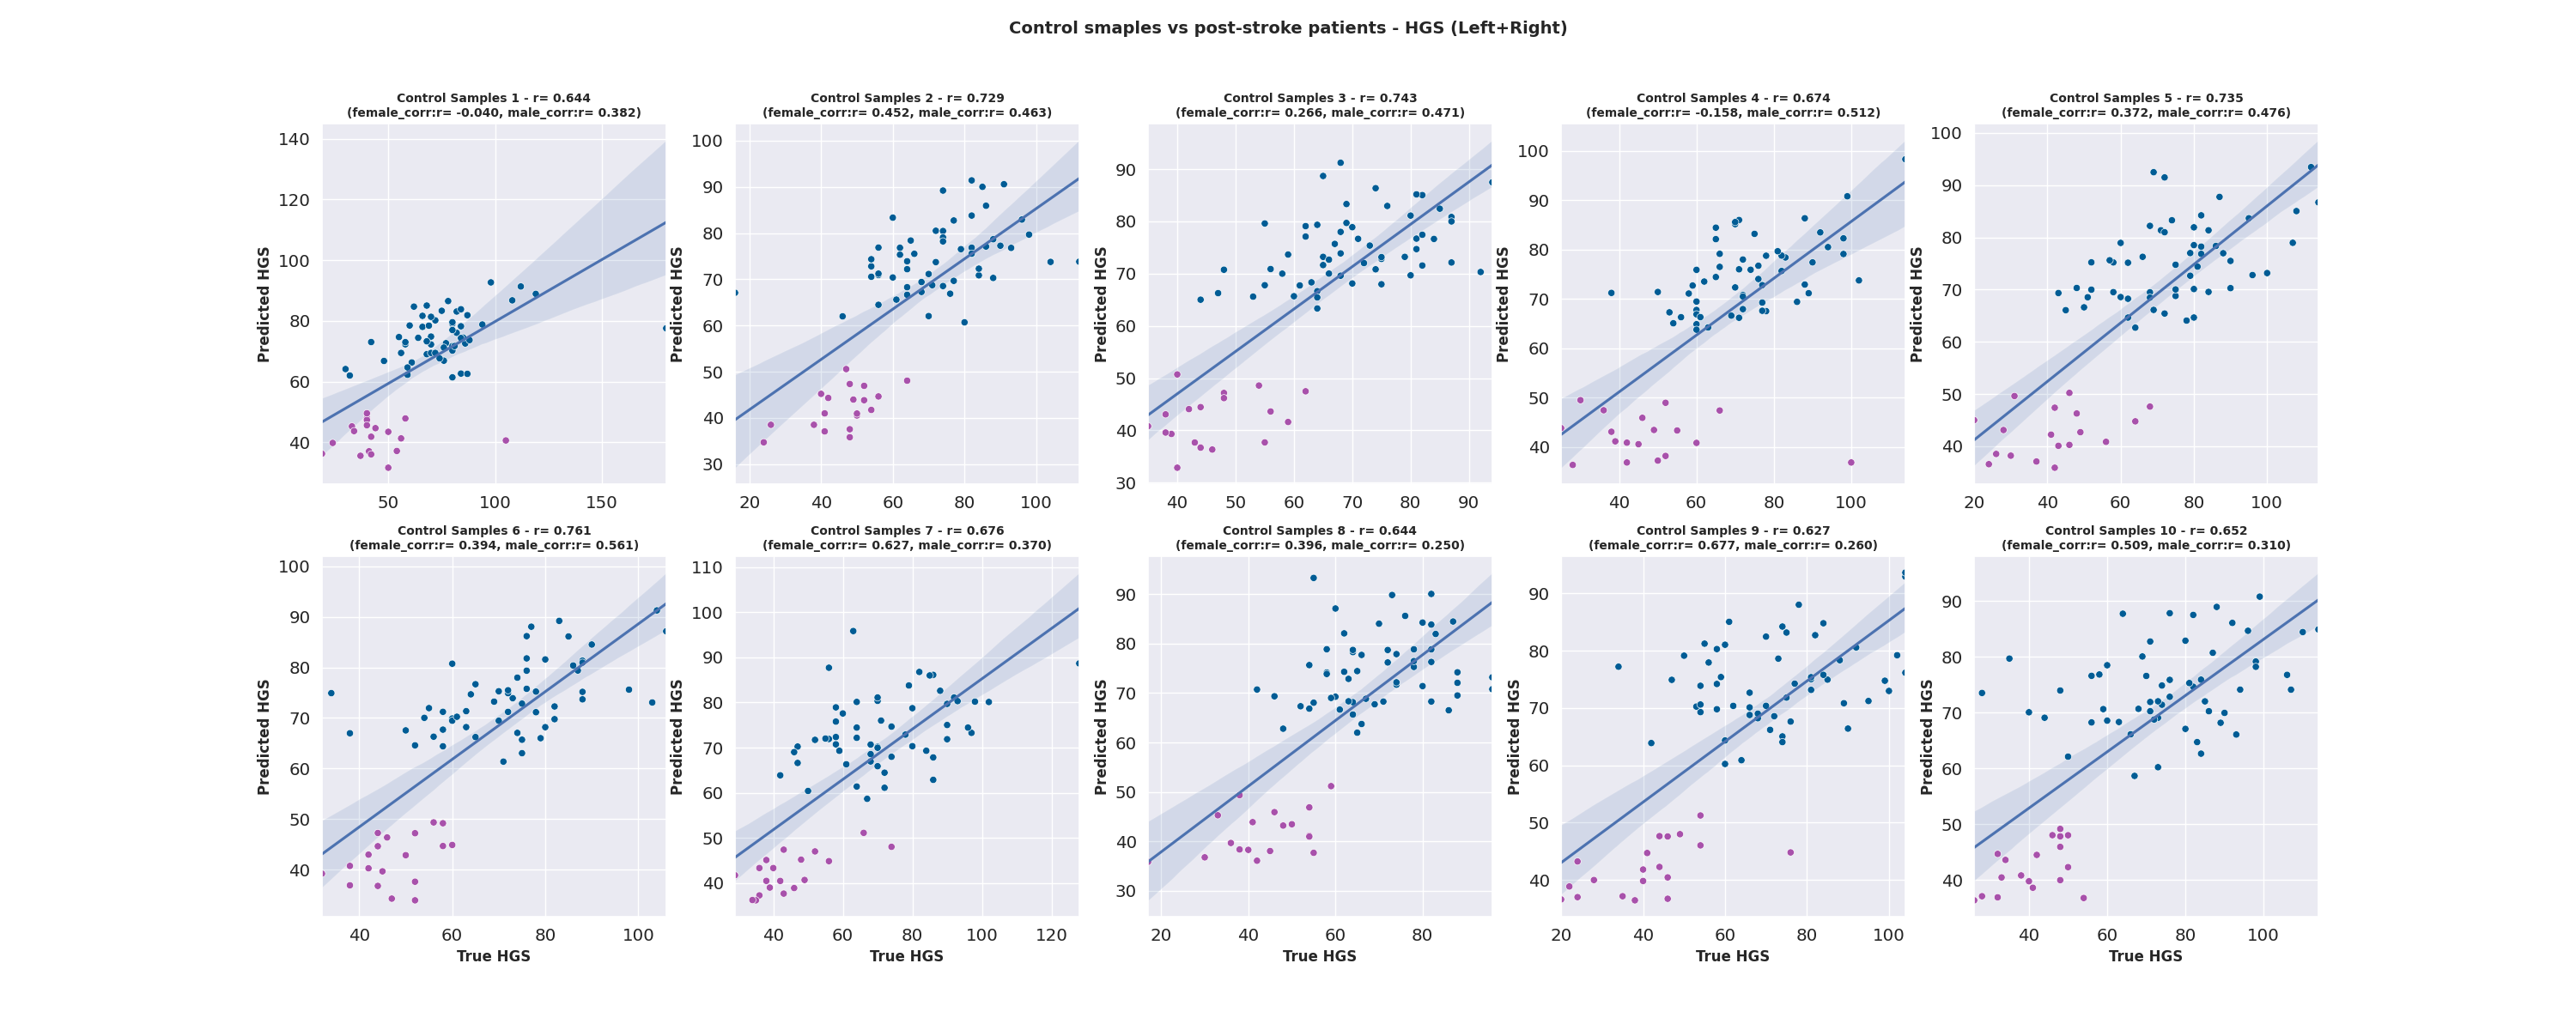 Control smaples vs post-stroke patients - HGS (Left+Right)
Control Samples 1 - r= 0.644
(female_corr:r= -0.040, male_corr:r= 0.382)
Control Samples 2 - r= 0.729
(female_corr:r= 0.452, male_corr:r= 0.463)
Control Samples 3 - r= 0.743
(female_corr:r= 0.266, male_corr:r= 0.471)
Control Samples 4 - r= 0.674
(female_corr:r= -0.158, male_corr:r= 0.512)
Control Samples 5 - r= 0.735
(female_corr:r= 0.372, male_corr:r= 0.476)
Predicted HGS
140
120
100
80
60
40
50 100 150
Predicted HGS
100
90
80
70
60
50
40
30
20 40 60 80 100
Predicted HGS
90
80
70
60
50
40
30
40 50 60 70 80 90
Predicted HGS
100
90
80
70
60
50
40
40 60 80 100
Predicted HGS
100
90
80
70
60
50
40
20 40 60 80 100
Control Samples 6 - r= 0.761
(female_corr:r= 0.394, male_corr:r= 0.561)
Control Samples 7 - r= 0.676
(female_corr:r= 0.627, male_corr:r= 0.370)
Control Samples 8 - r= 0.644
(female_corr:r= 0.396, male_corr:r= 0.250)
Control Samples 9 - r= 0.627
(female_corr:r= 0.677, male_corr:r= 0.260)
Control Samples 10 - r= 0.652
(female_corr:r= 0.509, male_corr:r= 0.310)
Predicted HGS
100
90
80
70
60
50
40
40 60 80 100
True HGS
Predicted HGS
110
100
90
80
70
60
50
40
40 60 80 100 120
True HGS
Predicted HGS
90
80
70
60
50
40
30
20 40 60 80
True HGS
Predicted HGS
90
80
70
60
50
40
20 40 60 80 100
True HGS
Predicted HGS
90
80
70
60
50
40
40 60 80 100
True HGS